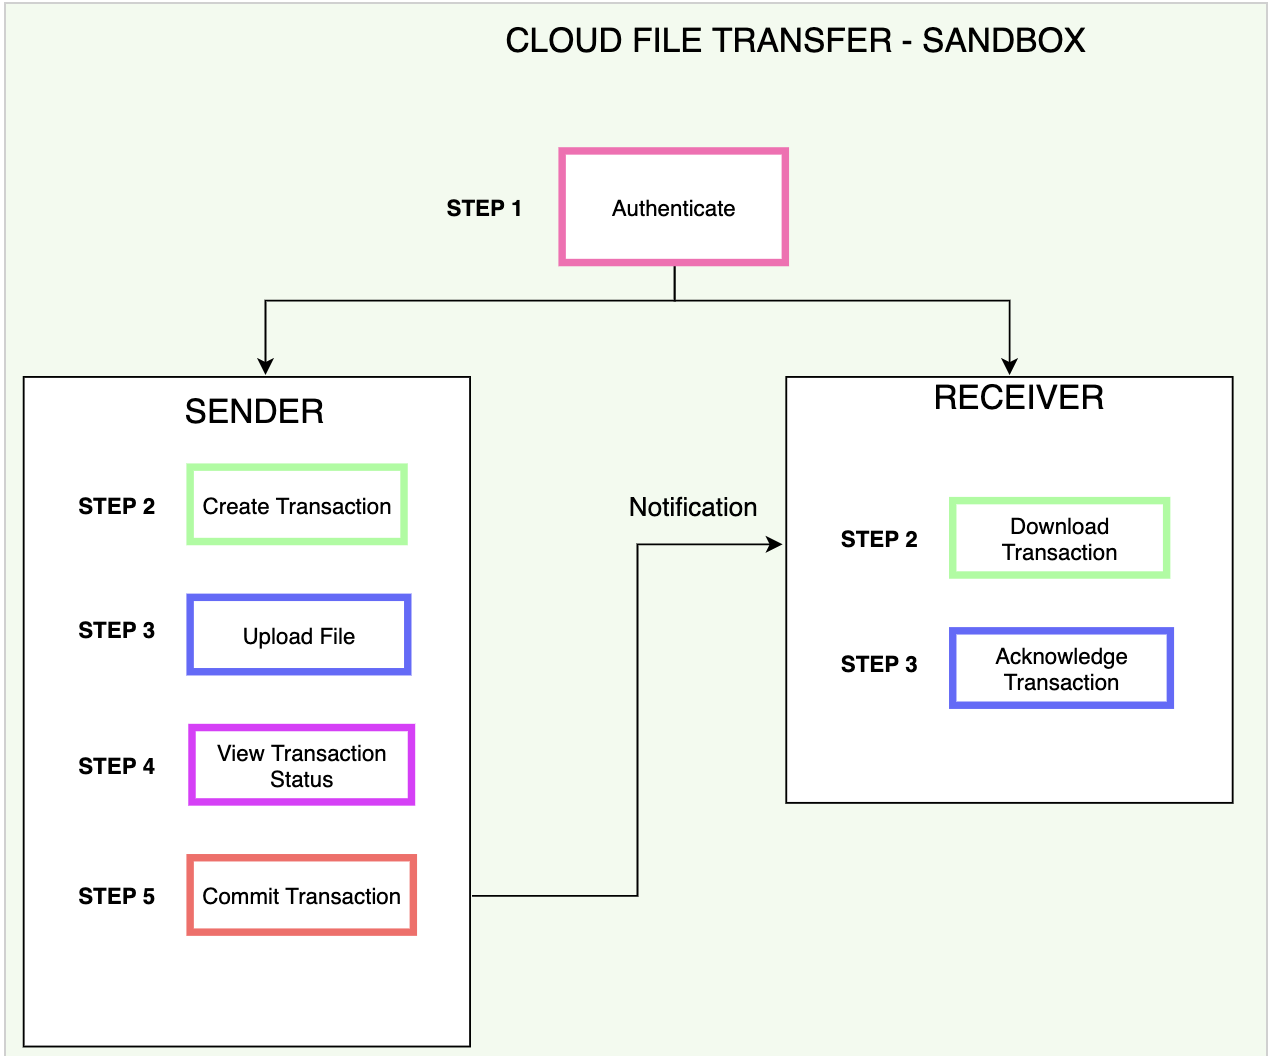 CLOUD FILE TRANSFER - SANDBOX
STEP 1
Authenticate
SENDER
STEP 2
Create Transaction
STEP 3
Upload File
STEP 4
View Transaction
Status
STEP 5
Commit Transaction
Notification
RECEIVER
STEP 2
Download
Transaction
STEP 3
Acknowledge
Transaction